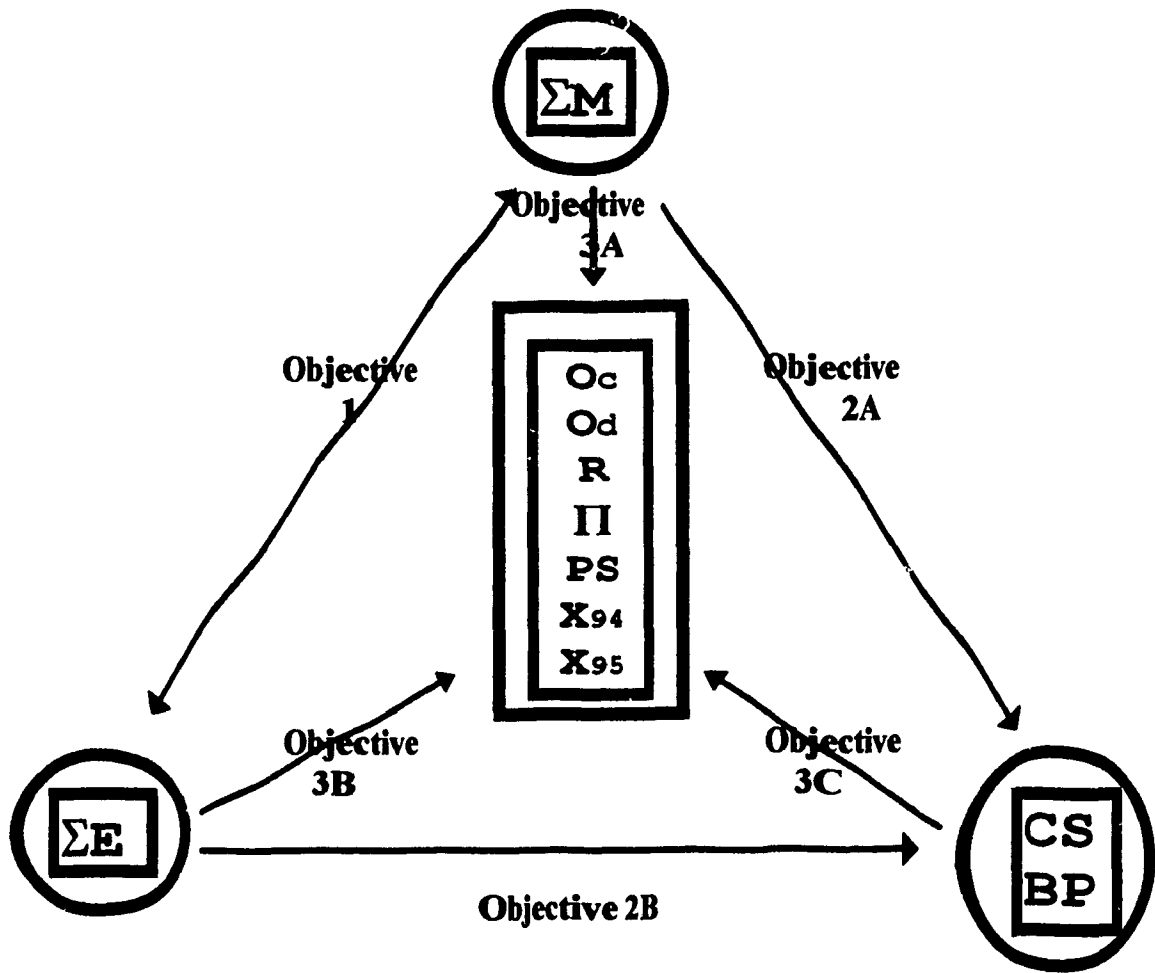 ΣM
Objective
3A
Objective
1
Objective
2A
Oc
Od
R
Π
PS
X94
X95
Objective
3B
Objective
3C
ΣE
CS
BP
Objective 2B